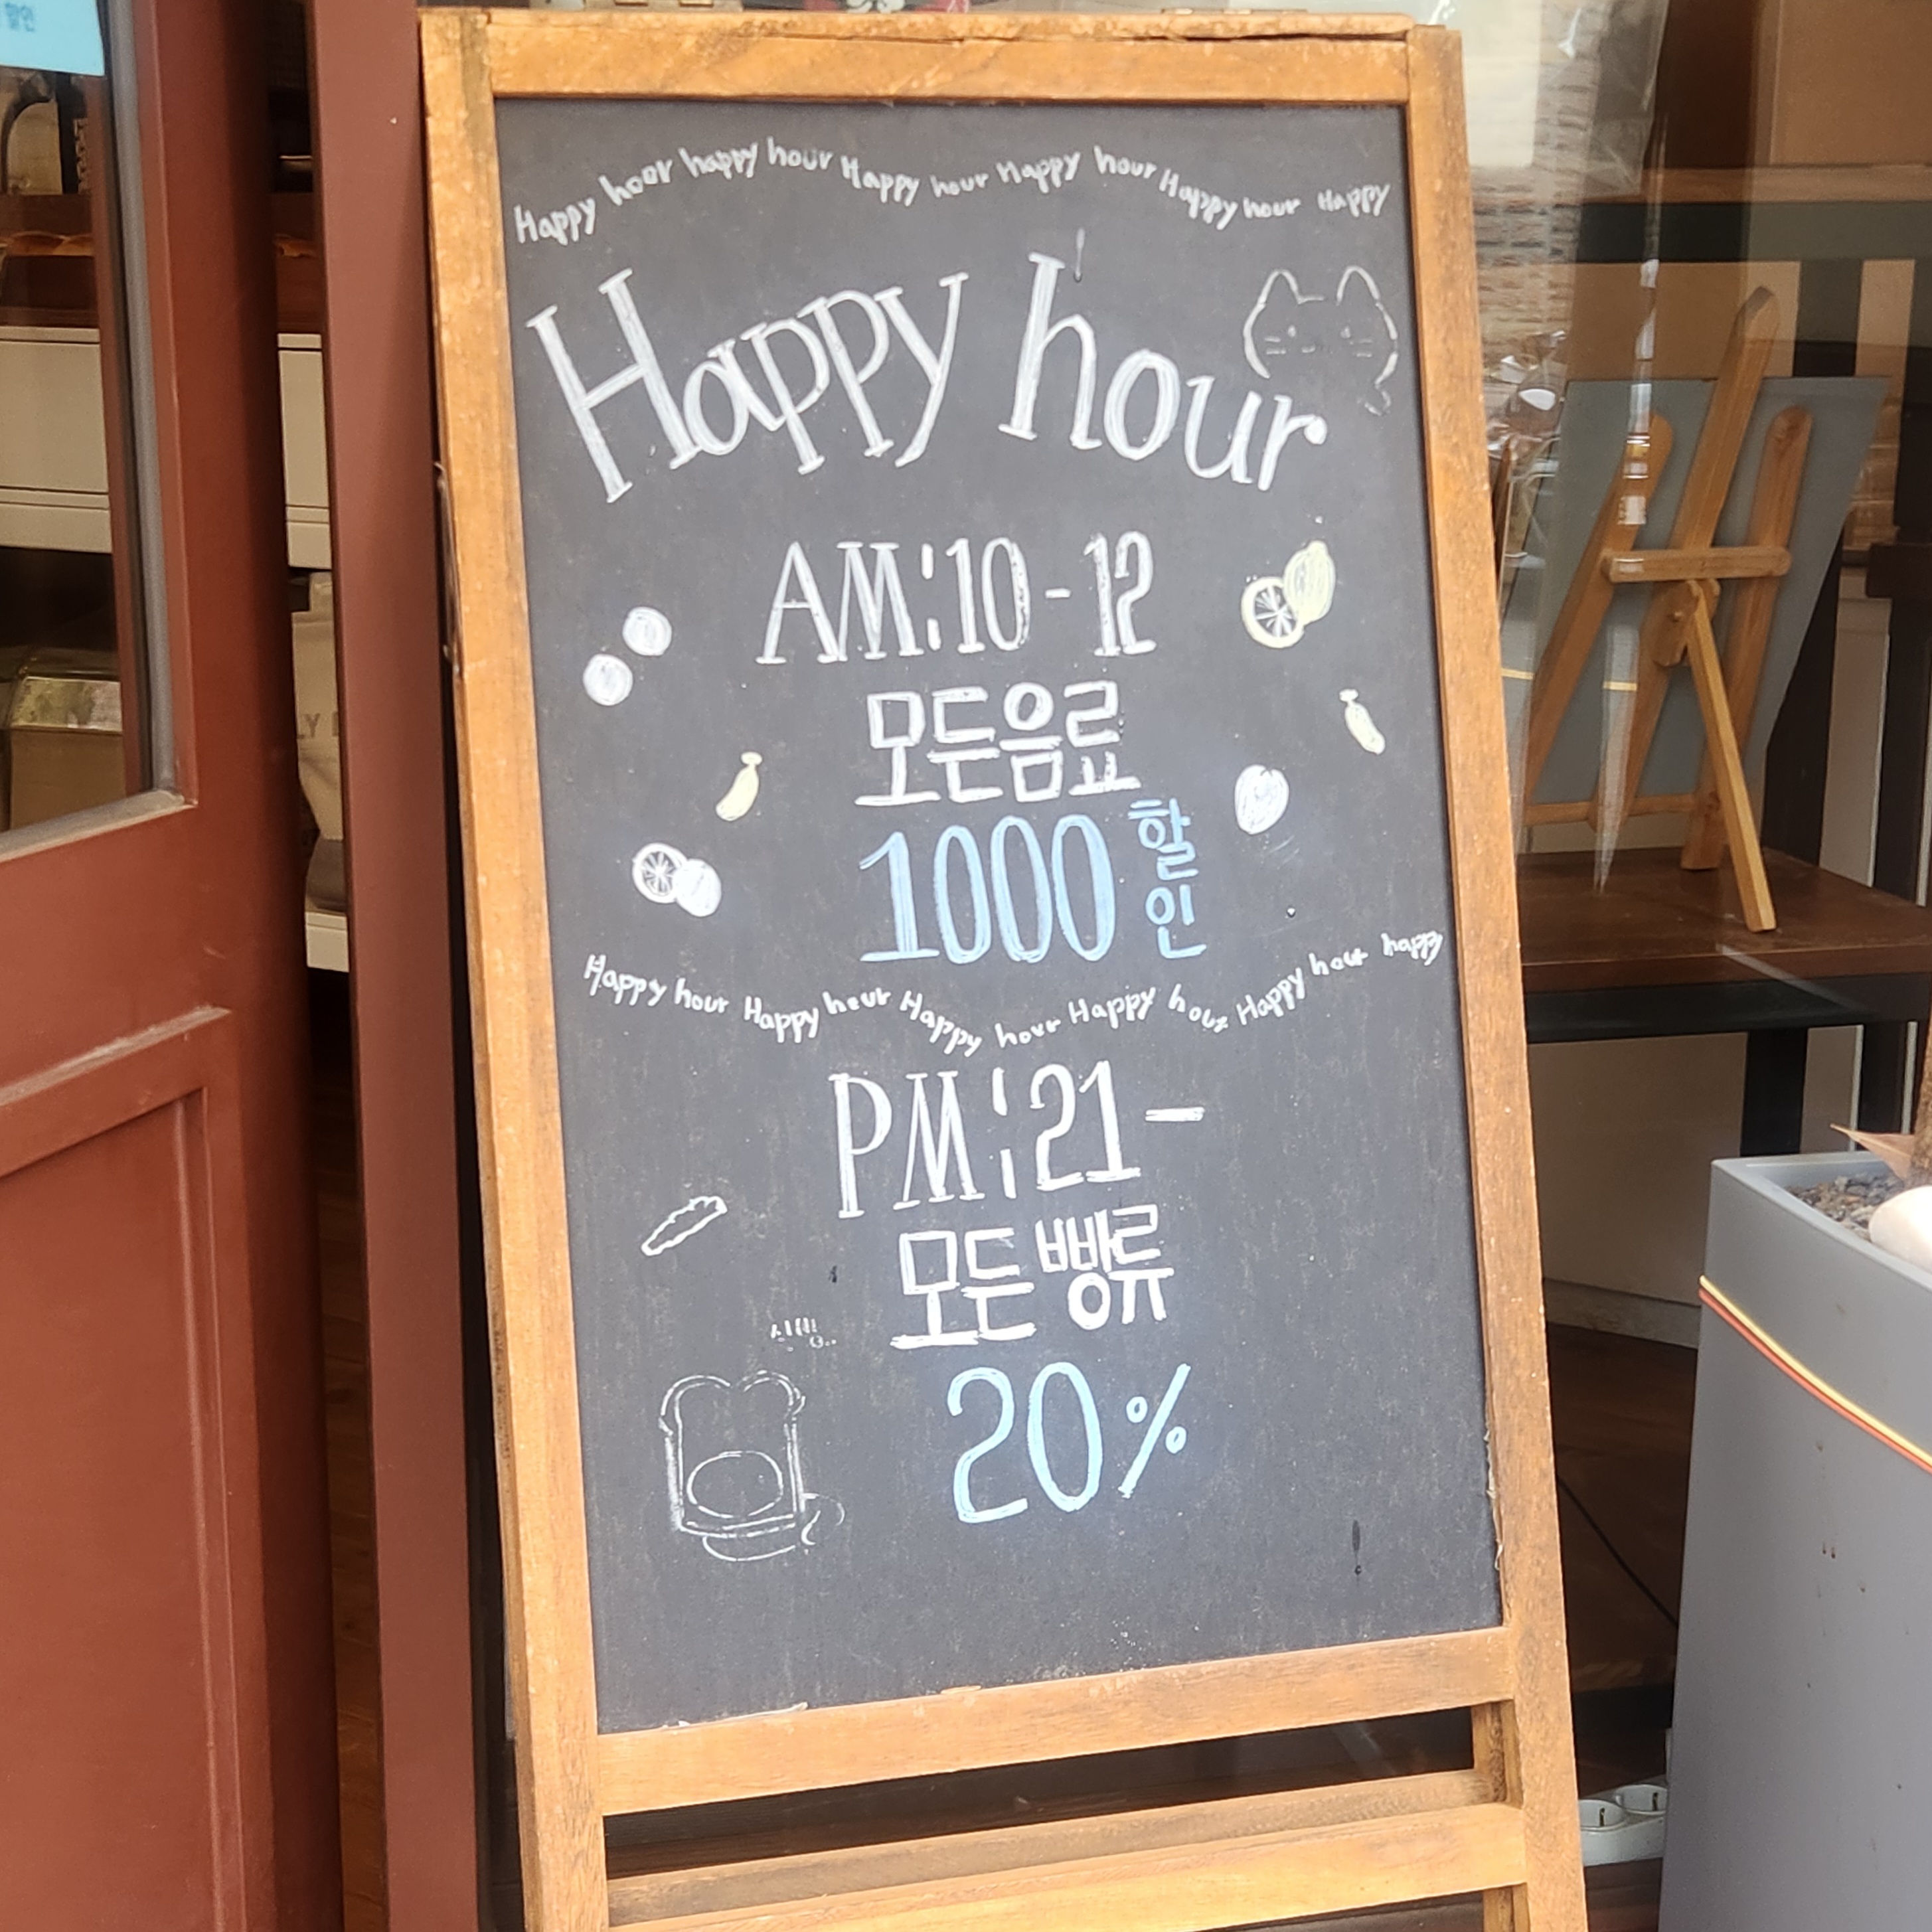 할인
Happy hour happy hour Happy hour Happy hour Happy hour Happy
Happy hour
AM:10-12
모든음료
1000 할인
Happy hour Happy hour Happy hour Happy hour Happy hour happy
PM:21-
모든 빵류
20%